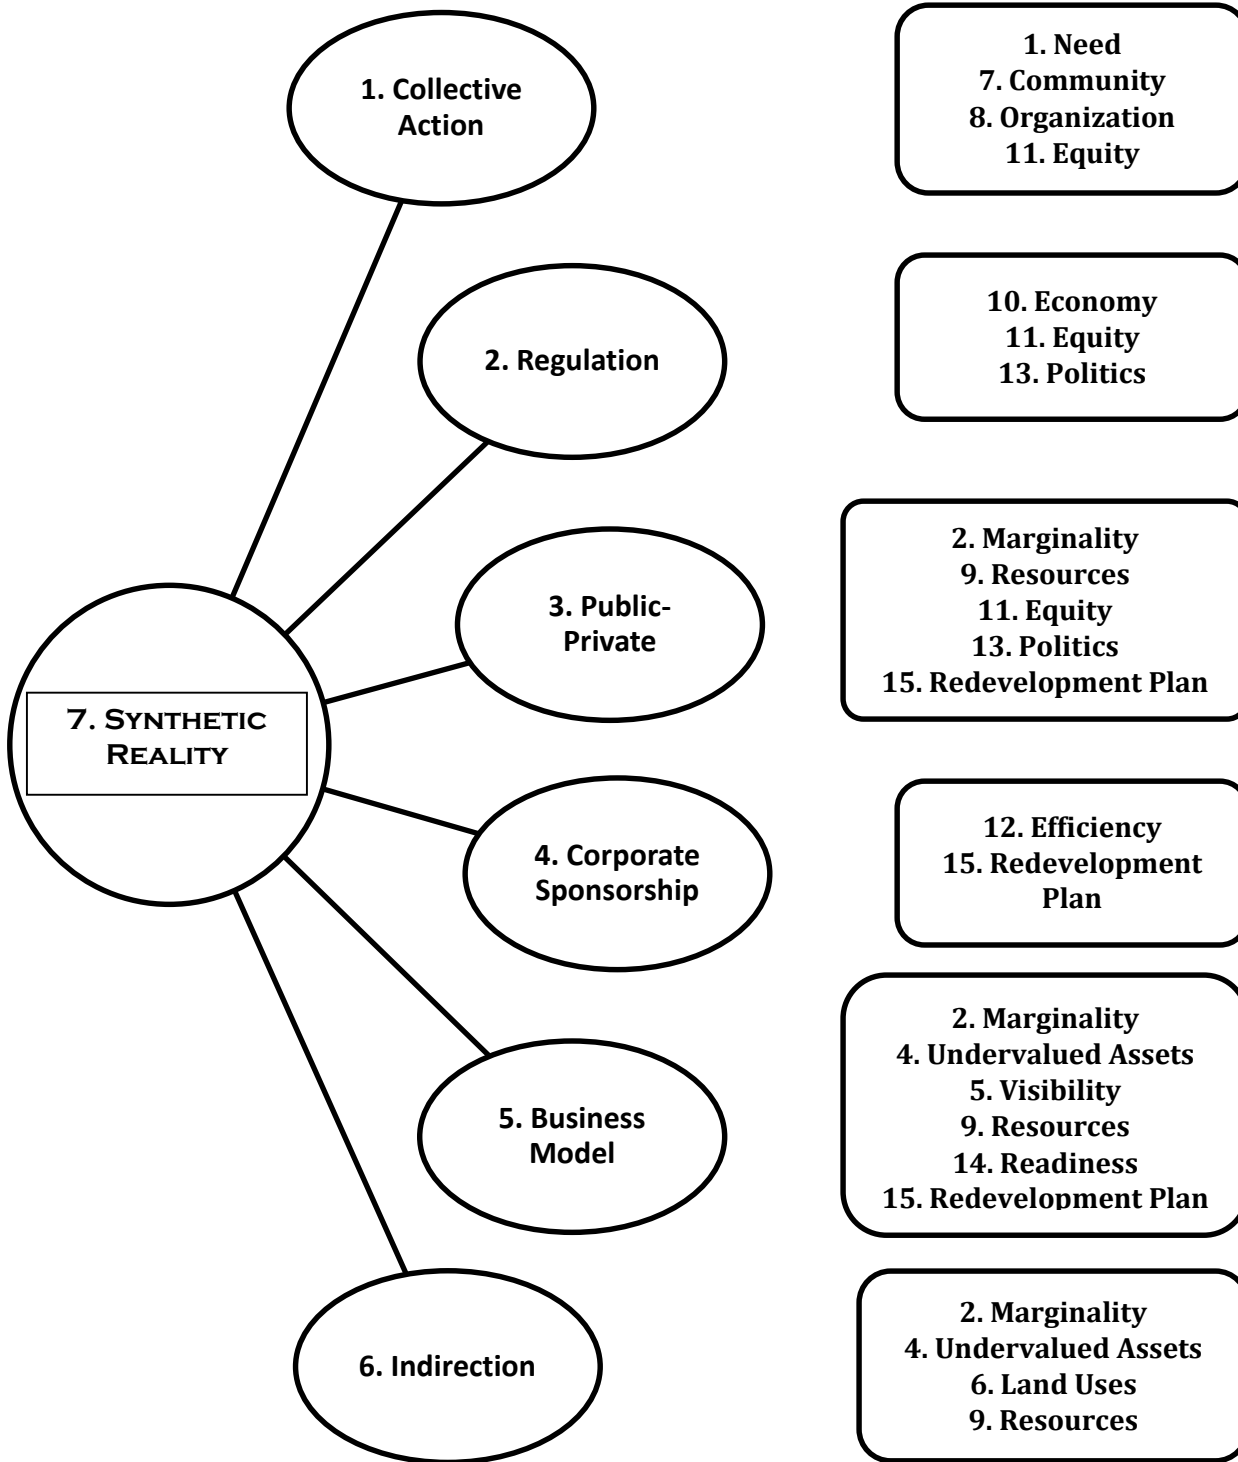 1. Collective
Action
1. Need
7. Community
8. Organization
11. Equity
2. Regulation
10. Economy
11. Equity
13. Politics
3. Public-
Private
2. Marginality
9. Resources
11. Equity
13. Politics
15. Redevelopment Plan
7. SYNTHETIC
REALITY
4. Corporate
Sponsorship
12. Efficiency
15. Redevelopment
Plan
5. Business
Model
2. Marginality
4. Undervalued Assets
5. Visibility
9. Resources
14. Readiness
15. Redevelopment Plan
6. Indirection
2. Marginality
4. Undervalued Assets
6. Land Uses
9. Resources